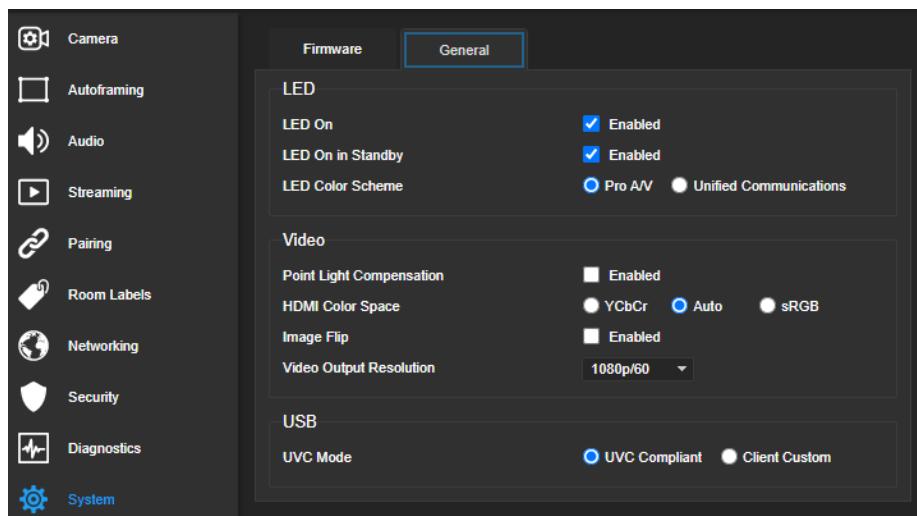 Camera
Autoframing
Audio
Streaming
Pairing
Room Labels
Networking
Security
Diagnostics
System
Firmware General
LED
LED On Enabled
LED On in Standby Enabled
LED Color Scheme Pro A/V Unified Communications
Video
Point Light Compensation Enabled
HDMI Color Space YCbCr Auto sRGB
Image Flip Enabled
Video Output Resolution 1080p/60
USB
UVC Mode UVC Compliant Client Custom